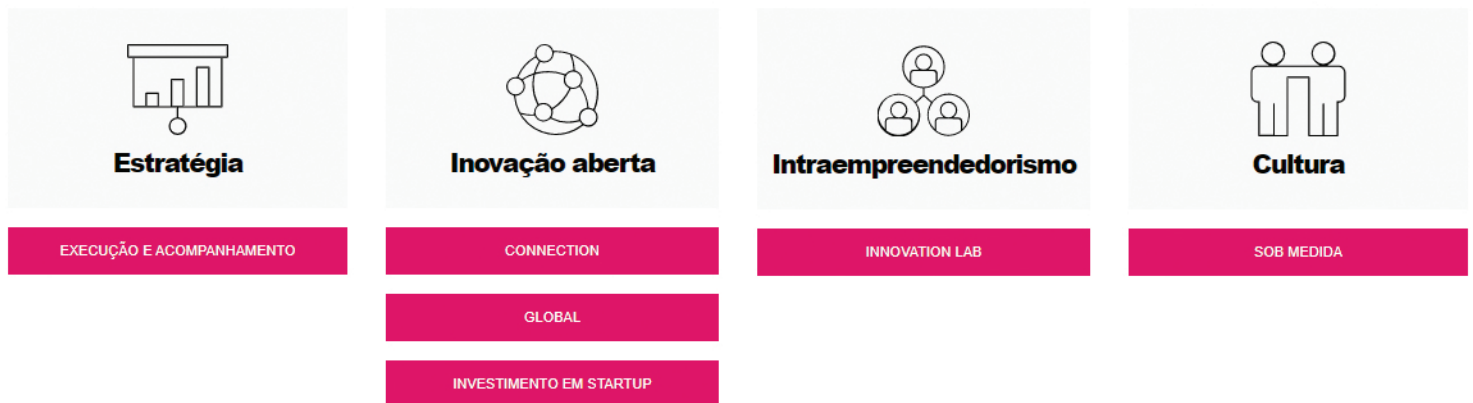 Estratégia
EXECUÇÃO E ACOMPANHAMENTO
Inovação aberta
CONNECTION
GLOBAL
INVESTIMENTO EM STARTUP
Intraempreendedorismo
INNOVATION LAB
Cultura
SOB MEDIDA